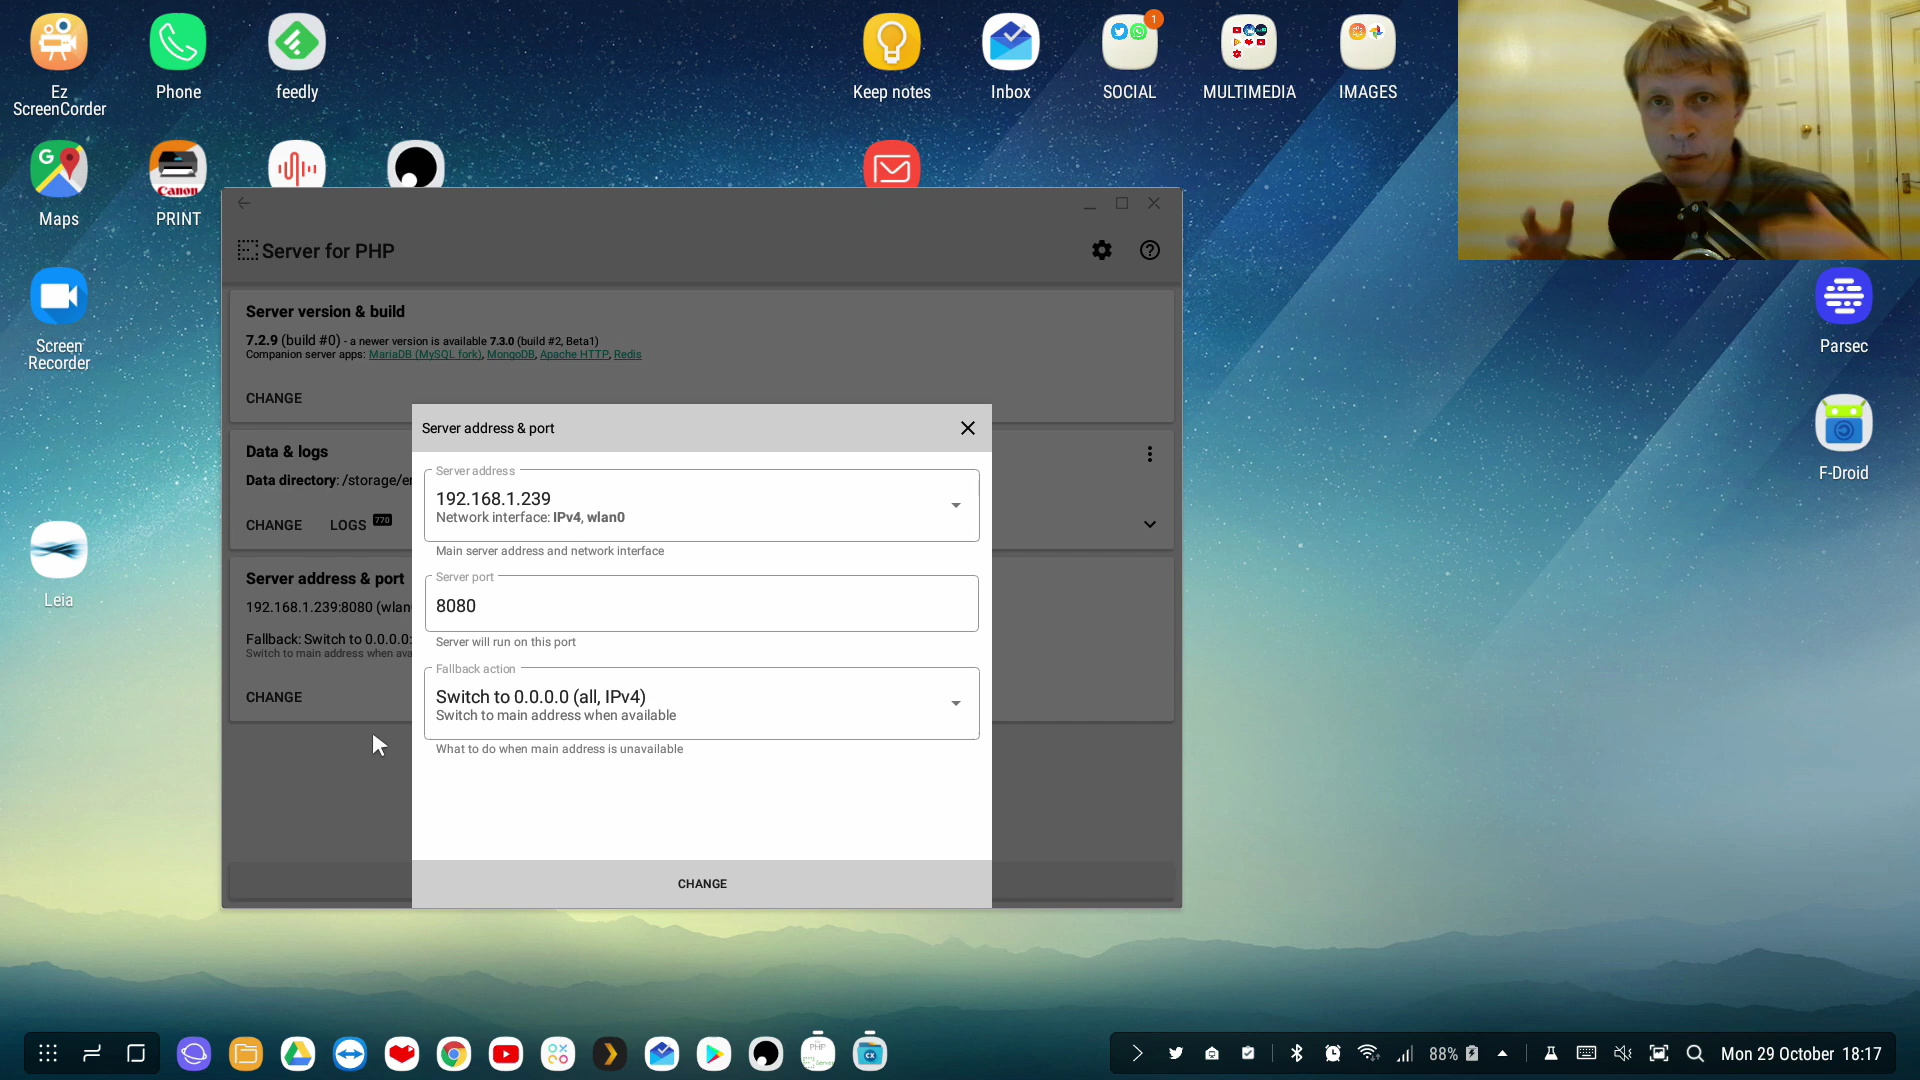 Ez ScreenCorder
Phone
feedly
Keep notes
Inbox
1
SOCIAL
MULTIMEDIA
IMAGES
G
Canon
Maps
PRINT
Screen Recorder
Leia
Parsec
F-Droid
Server for PHP
Server version & build
7.2.9 (build #0) - a newer version is available 7.3.0 (build #2, Beta1)
Companion server apps: MariaDB (MySQL fork), MongoDB, Apache HTTP, Redis
CHANGE
Data & logs
Data directory: /storage/e
CHANGE LOGS 770
Server address & port
192.168.1.239:8080 (wlan
Fallback: Switch to 0.0.0.0:
Switch to main address when ava
CHANGE
Server address & port
Server address
192.168.1.239
Network interface: IPv4, wlan0
Main server address and network interface
Server port
8080
Server will run on this port
Fallback action
Switch to 0.0.0.0 (all, IPv4)
Switch to main address when available
What to do when main address is unavailable
CHANGE
PHP
CX
88%
Mon 29 October 18:17